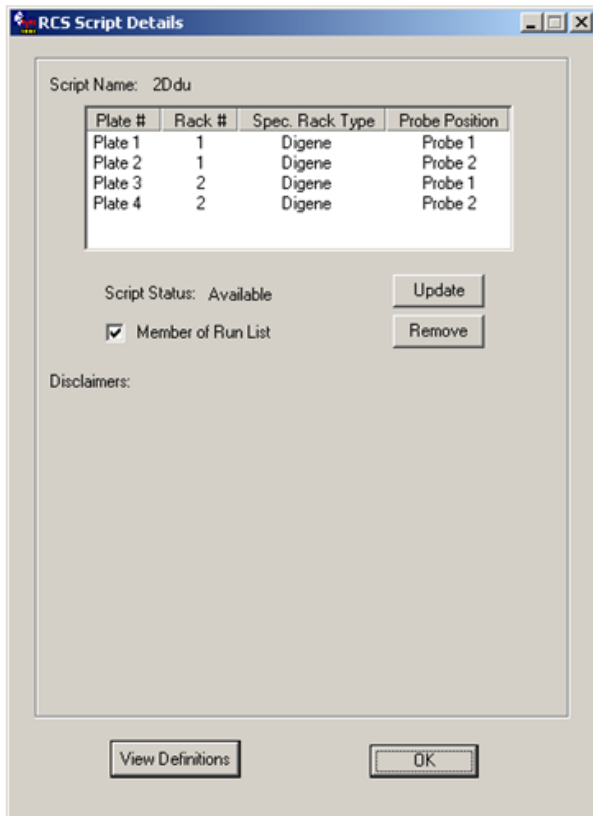 RCS Script Details
Script Name: 2Ddu
Plate # Rack # Spec. Rack Type Probe Position
Plate 1 1 Digene Probe 1
Plate 2 1 Digene Probe 2
Plate 3 2 Digene Probe 1
Plate 4 2 Digene Probe 2
Script Status: Available Update
Member of Run List Remove
Disclaimers:
View Definitions OK